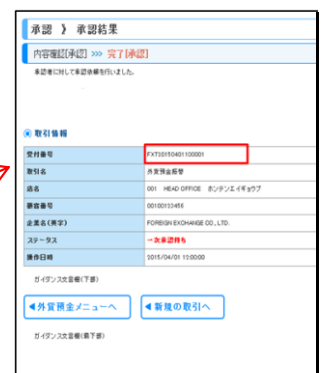 承認 》 承認結果
内容確認[承認] >>> 完了[承認]
承認者に対して承認依頼を行いました。
取引情報
受付番号 FXT30150401100001
取引名 外貨預金振替
店名 001 HEAD OFFICE ホンテンエイギョウブ
顧客番号 00100123456
企業名(英字) FOREIGN EXCHANGE CO., LTD.
ステータス 一次承認待ち
操作日時 2015/04/01 12:00:00
ガイダンス文言欄(下部)
◀外貨預金メニューへ ◀新規の取引へ
ガイダンス文言欄(最下部)